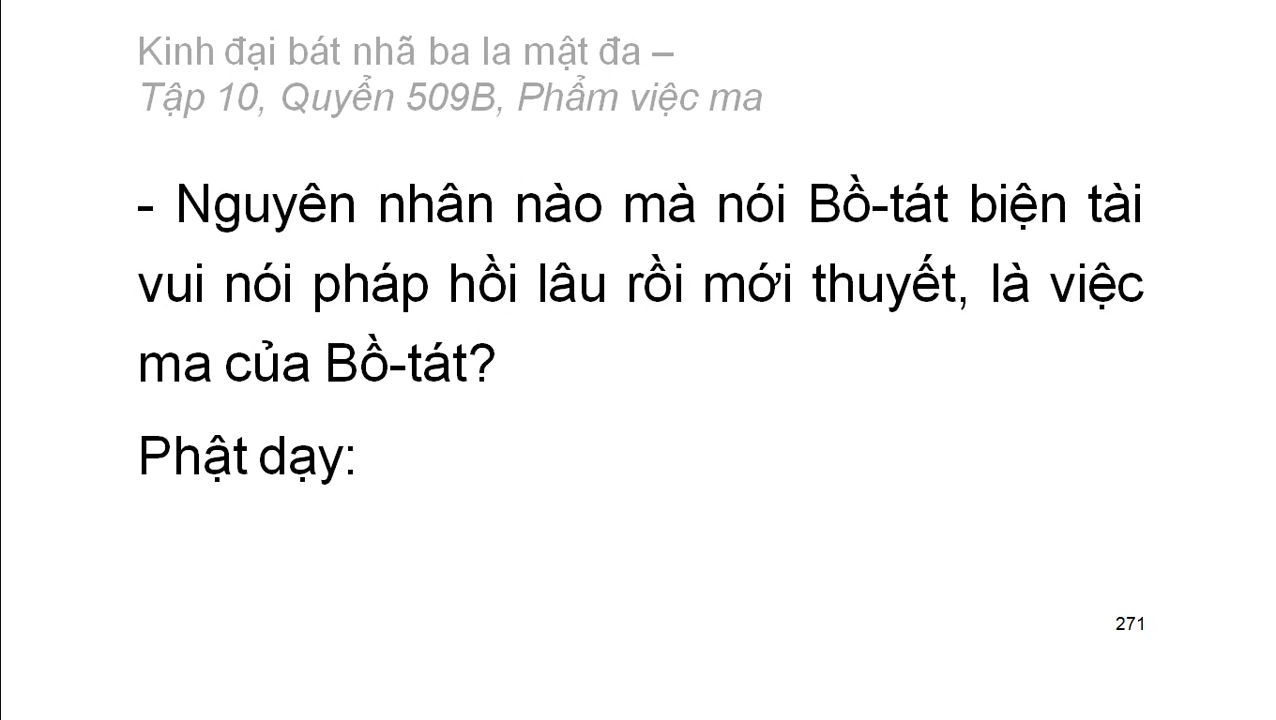 Kinh đại bát nhã ba la mật đa –
Tập 10, Quyển 509B, Phẩm việc ma
- Nguyên nhân nào mà nói Bồ-tát biện tài
vui nói pháp hồi lâu rồi mới thuyết, là việc
ma của Bồ-tát?
Phật dạy:
271